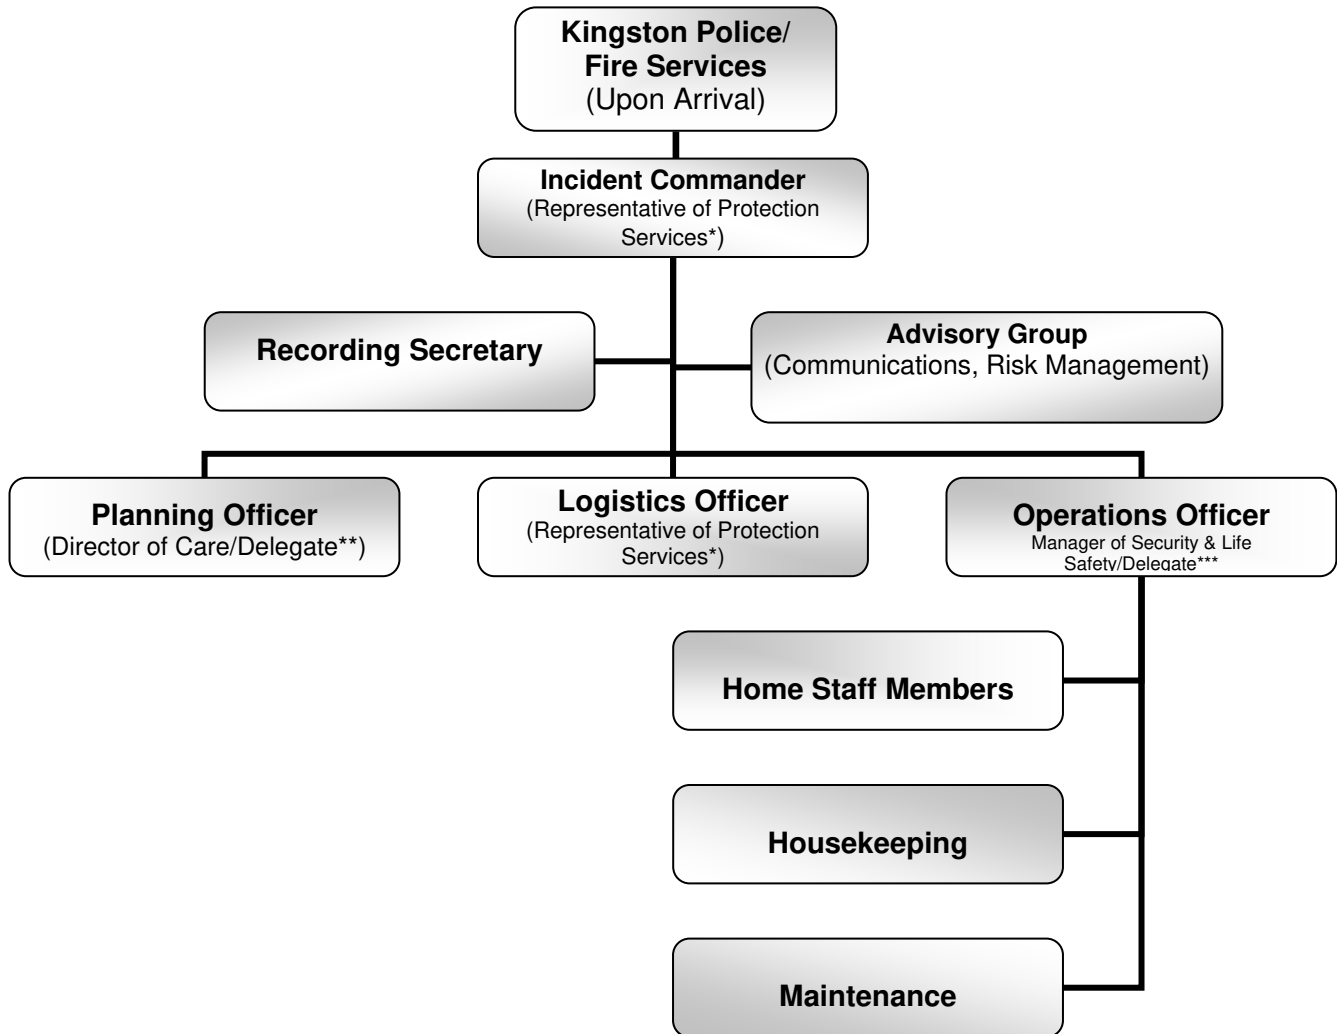 Kingston Police/
Fire Services
(Upon Arrival)
Incident Commander
(Representative of Protection
Services*)
Recording Secretary
Advisory Group
(Communications, Risk Management)
Planning Officer
(Director of Care/Delegate**)
Logistics Officer
(Representative of Protection
Services*)
Operations Officer
Manager of Security & Life
Safety/Delegate***
Home Staff Members
Housekeeping
Maintenance